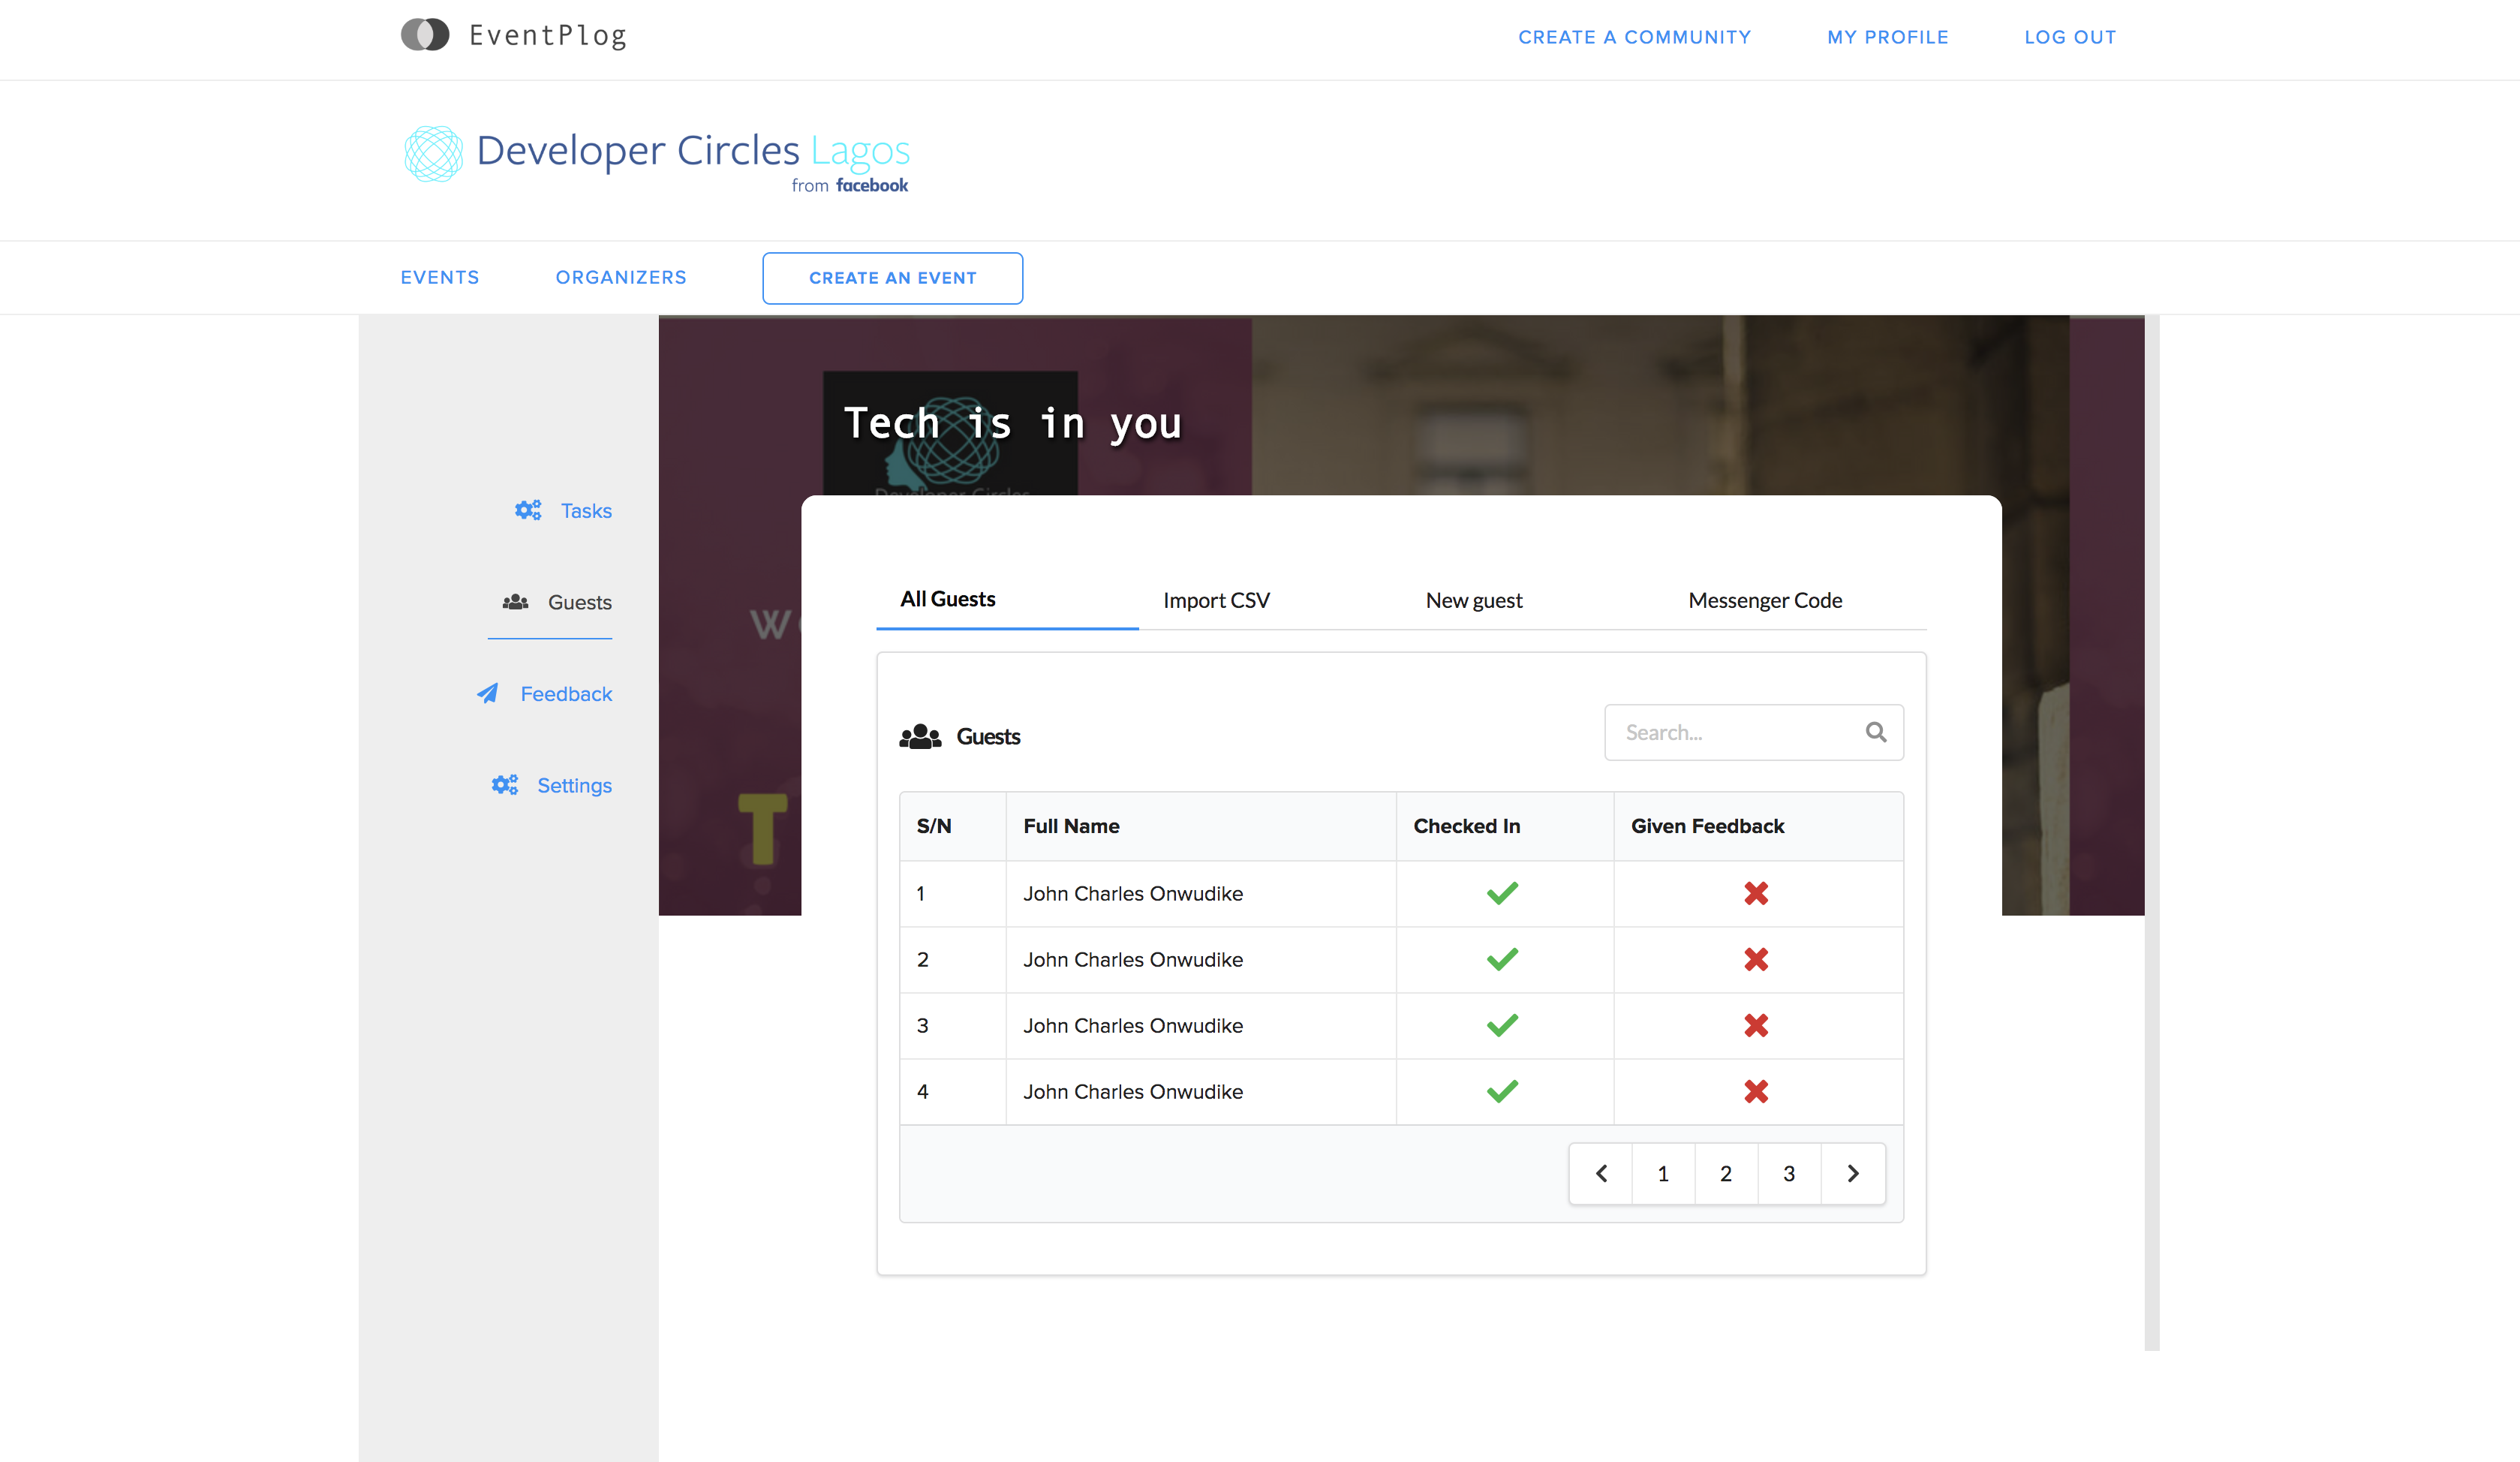 EventPlog
CREATE A COMMUNITY
MY PROFILE
LOG OUT
Developer Circles Lagos
from facebook
EVENTS
ORGANIZERS
CREATE AN EVENT
Tech is in you
Developer Circles
Tasks
Guests
Feedback
Settings
W
T
All Guests
Import CSV
New guest
Messenger Code
Guests
Search...
S/N Full Name Checked In Given Feedback
1 John Charles Onwudike
2 John Charles Onwudike
3 John Charles Onwudike
4 John Charles Onwudike
1 2 3